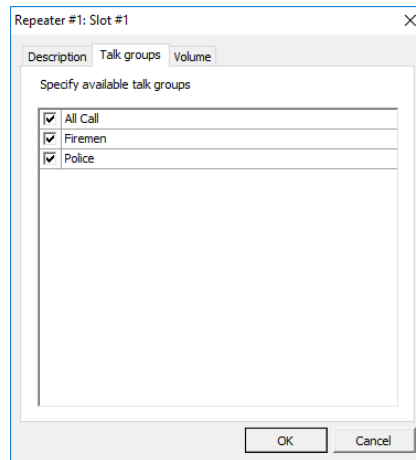 Repeater #1: Slot #1
Description Talk groups Volume
Specify available talk groups
All Call
Firemen
Police
OK Cancel